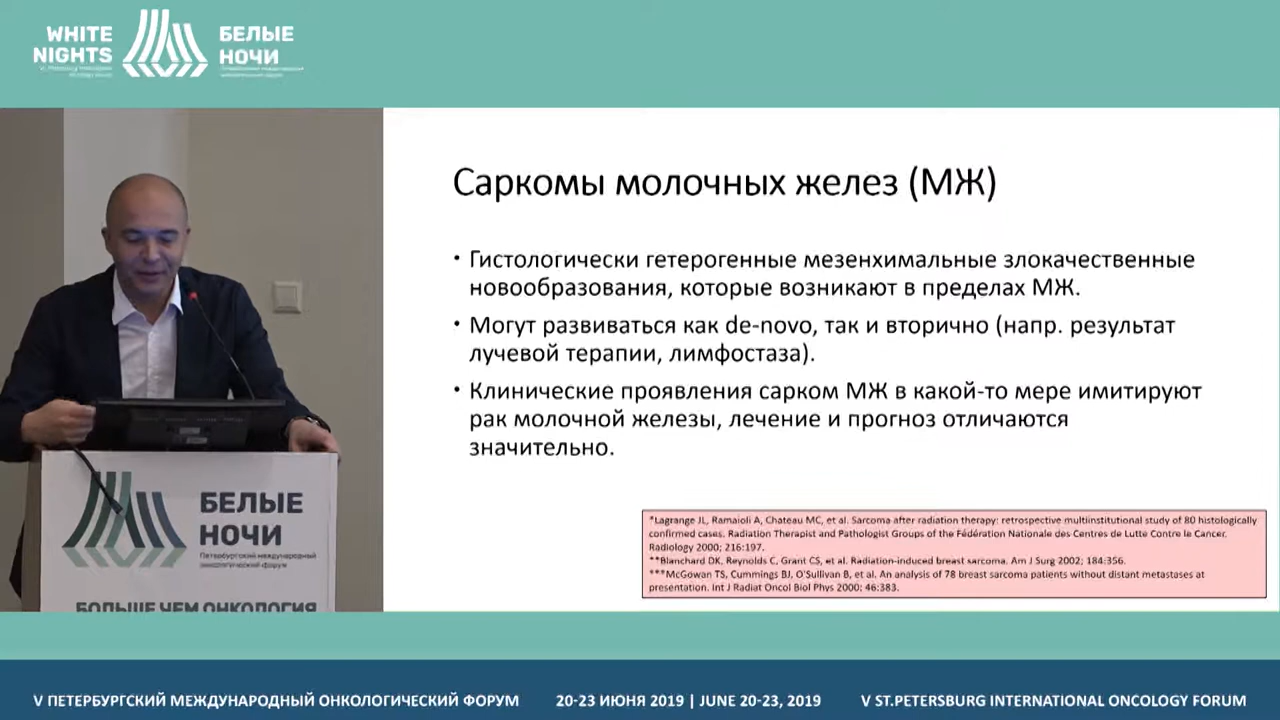 WHITE
NIGHTS
БЕЛЫЕ
НОЧИ
Саркомы молочных желез (МЖ)
• Гистологически гетерогенные мезенхимальные злокачественные
новообразования, которые возникают в пределах МЖ.
• Могут развиваться как de-novo, так и вторично (напр. результат
лучевой терапии, лимфостаза).
• Клинические проявления сарком МЖ в какой-то мере имитируют
рак молочной железы, лечение и прогноз отличаются
значительно.
*Lagrange JL, Ramaioli A, Chateau MC, et al. Sarcoma after radiation therapy: retrospective multiinstitutional study of 80 histologically
confirmed cases. Radiation Therapist and Pathologist Groups of the Fédération Nationale des Centres de Lutte Contre le Cancer.
Radiology 2000; 216:197.
**Blanchard DK, Reynolds C, Grant CS, et al. Radiation-induced breast sarcoma. Am J Surg 2002; 184:356.
***McGowan TS, Cummings BJ, O'Sullivan B, et al. An analysis of 78 breast sarcoma patients without distant metastases at
presentation. Int J Radiat Oncol Biol Phys 2000; 46:383.
БЕЛЫЕ
НОЧИ
Петербургский международный
онкологический форум
БОЛЬШЕ ЧЕМ ОНКОЛОГИЯ
V ПЕТЕРБУРГСКИЙ МЕЖДУНАРОДНЫЙ ОНКОЛОГИЧЕСКИЙ ФОРУМ
20-23 ИЮНЯ 2019 | JUNE 20-23, 2019
V ST.PETERSBURG INTERNATIONAL ONCOLOGY FORUM